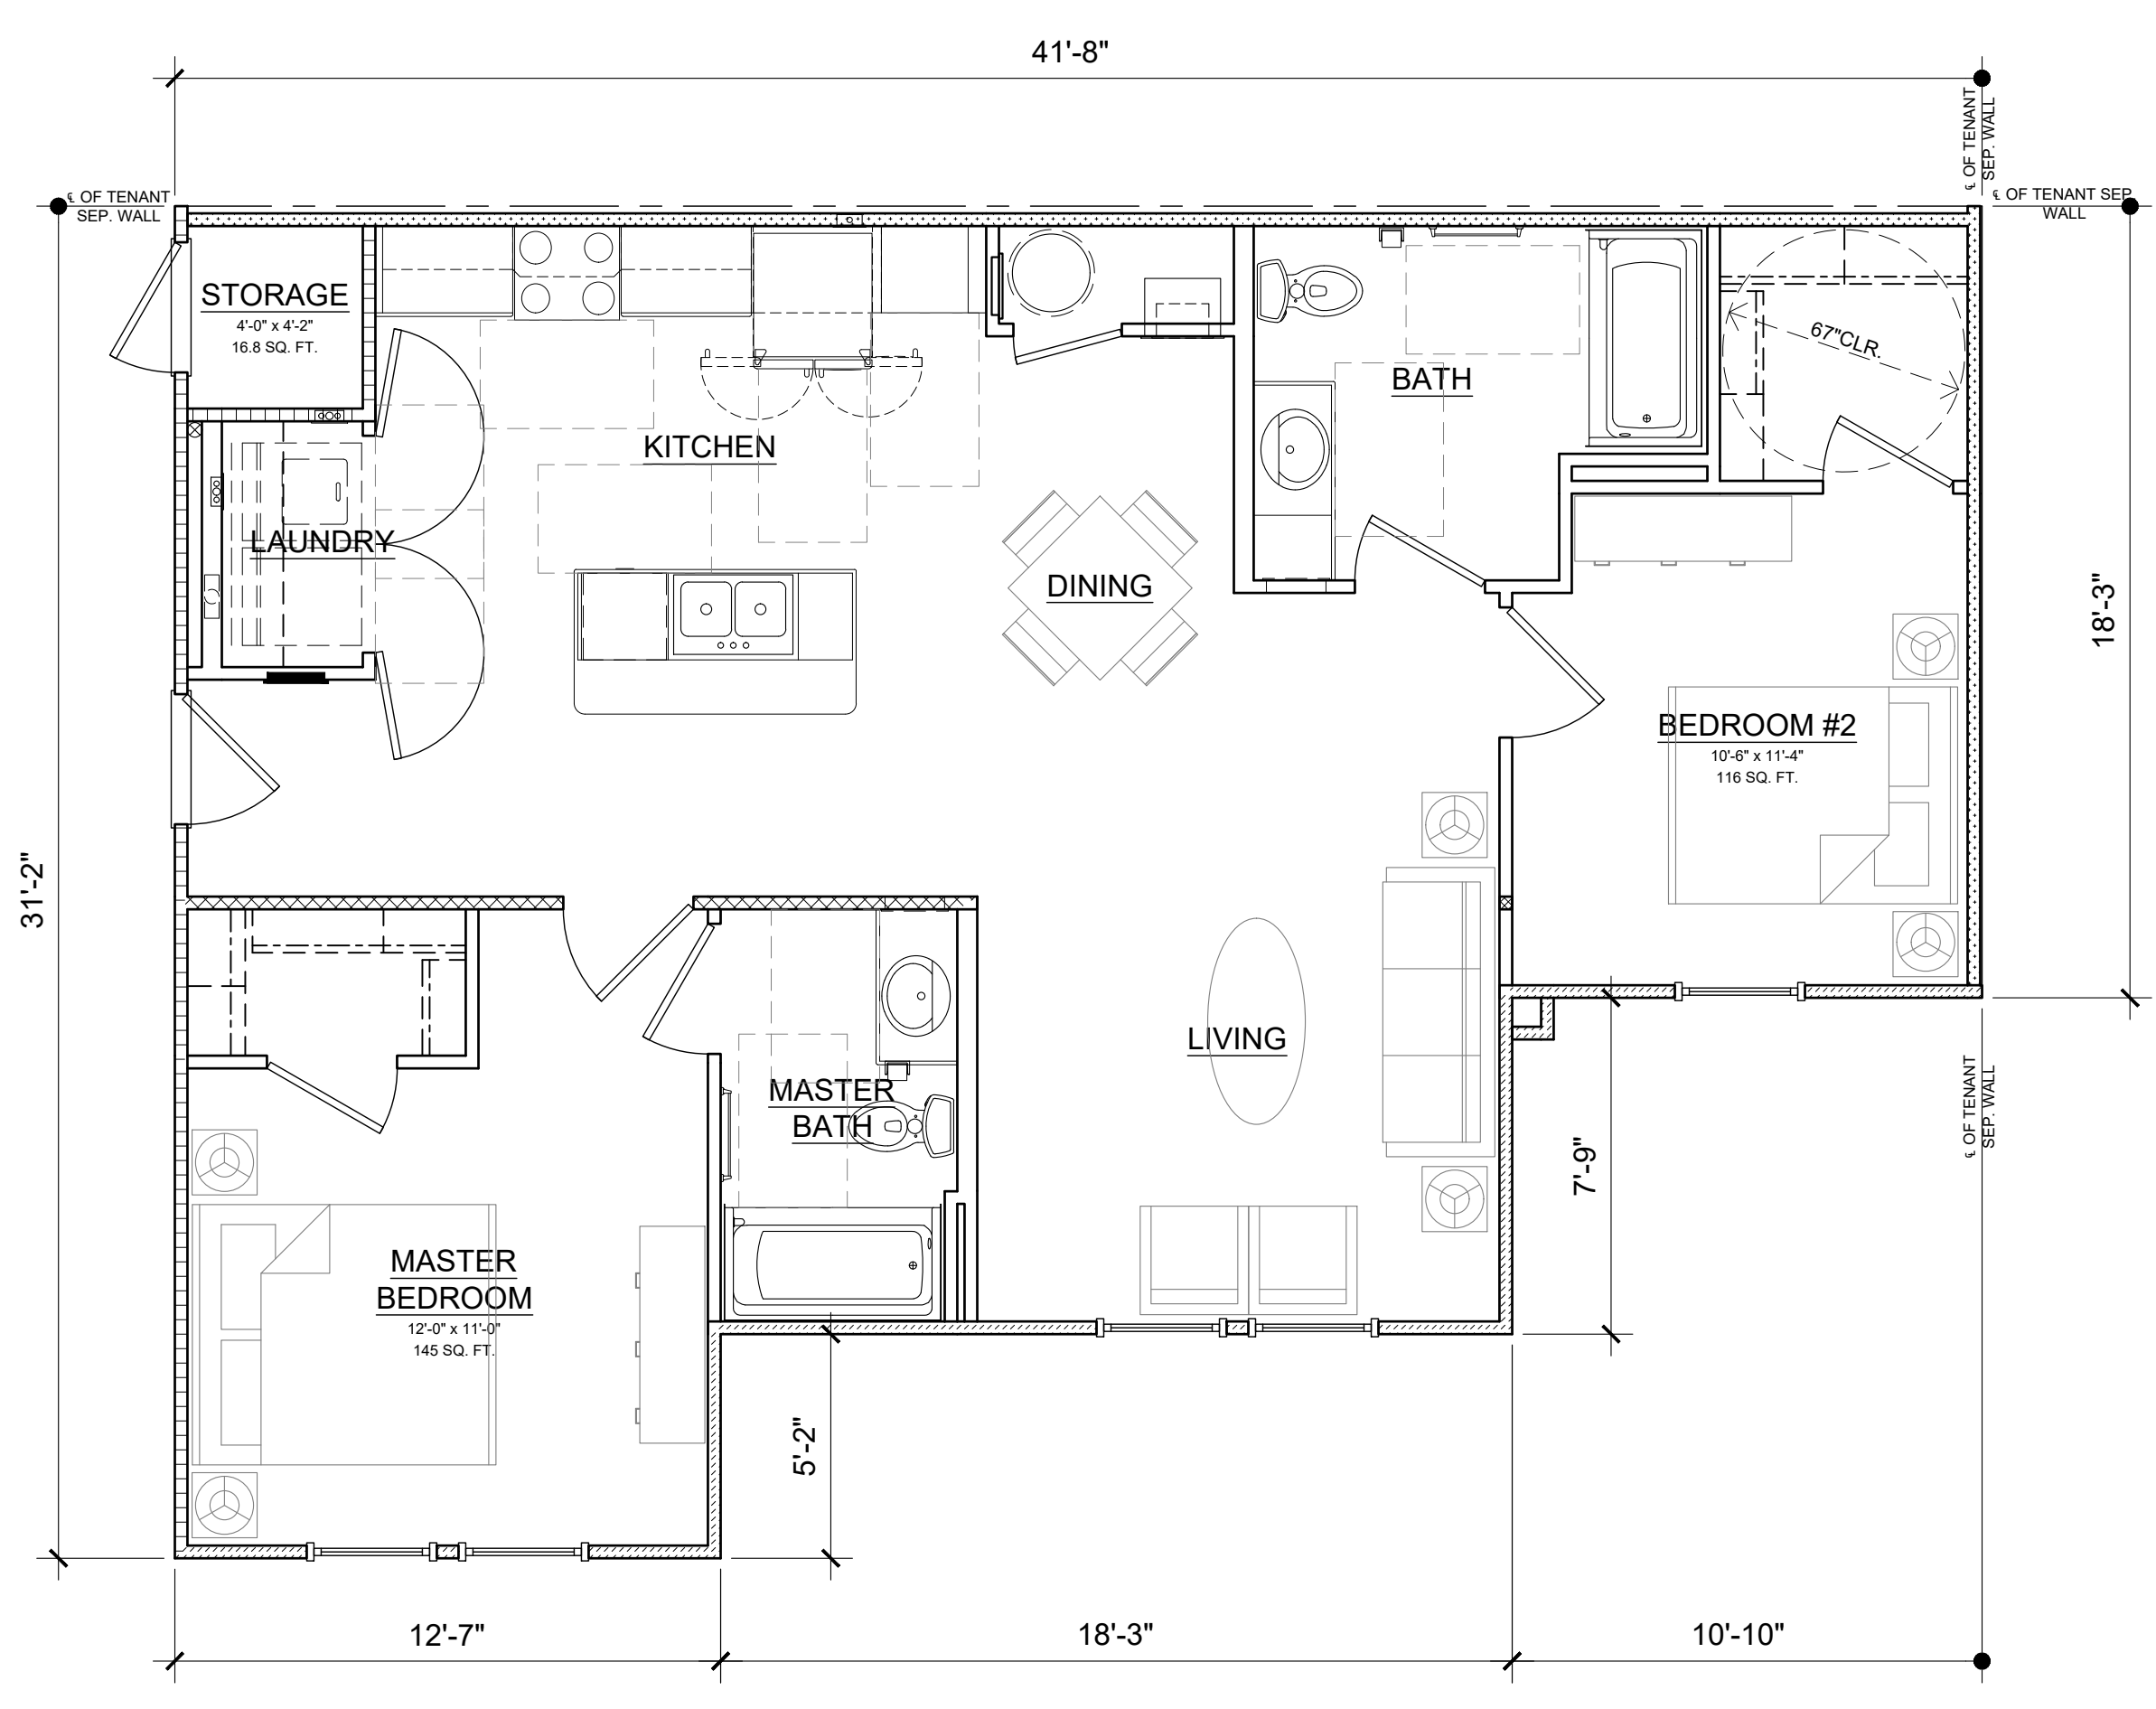 41'-8"
℄ OF TENANT
SEP. WALL
℄ OF TENANT
SEP. WALL
℄ OF TENANT SEP.
WALL
STORAGE
4'-0" x 4'-2"
16.8 SQ. FT.
67"CLR.
BATH
KITCHEN
LAUNDRY
DINING
18'-3"
BEDROOM #2
10'-6" x 11'-4"
116 SQ. FT.
31'-2"
LIVING
MASTER
BATH
℄ OF TENANT
SEP. WALL
7'-9"
MASTER
BEDROOM
12'-0" x 11'-0"
145 SQ. FT.
5'-2"
12'-7"
18'-3"
10'-10"